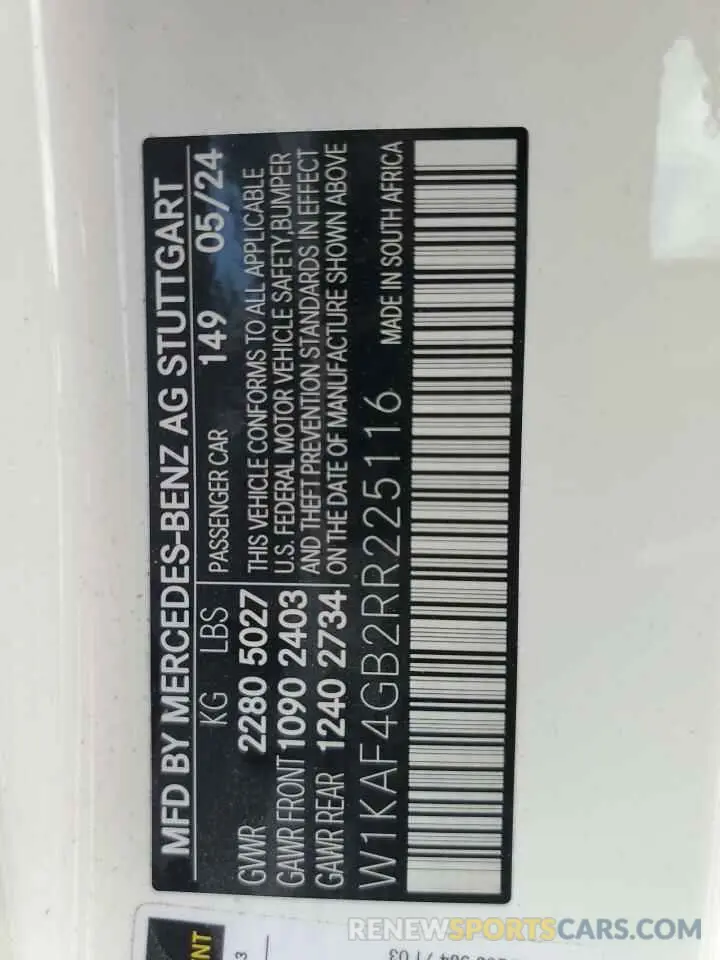 MFD BY MERCEDES-BENZ AG STUTTGART
KG LBS PASSENGER CAR 149 05/24
GVWR 2280 5027 THIS VEHICLE CONFORMS TO ALL APPLICABLE
GAWR FRONT 1090 2403 U.S. FEDERAL MOTOR VEHICLE SAFETY,BUMPER
GAWR REAR 1240 2734 AND THEFT PREVENTION STANDARDS IN EFFECT
ON THE DATE OF MANUFACTURE SHOWN ABOVE
W1KAF4GB2RR225116 MADE IN SOUTH AFRICA
RENEWSPORTSCARS.COM